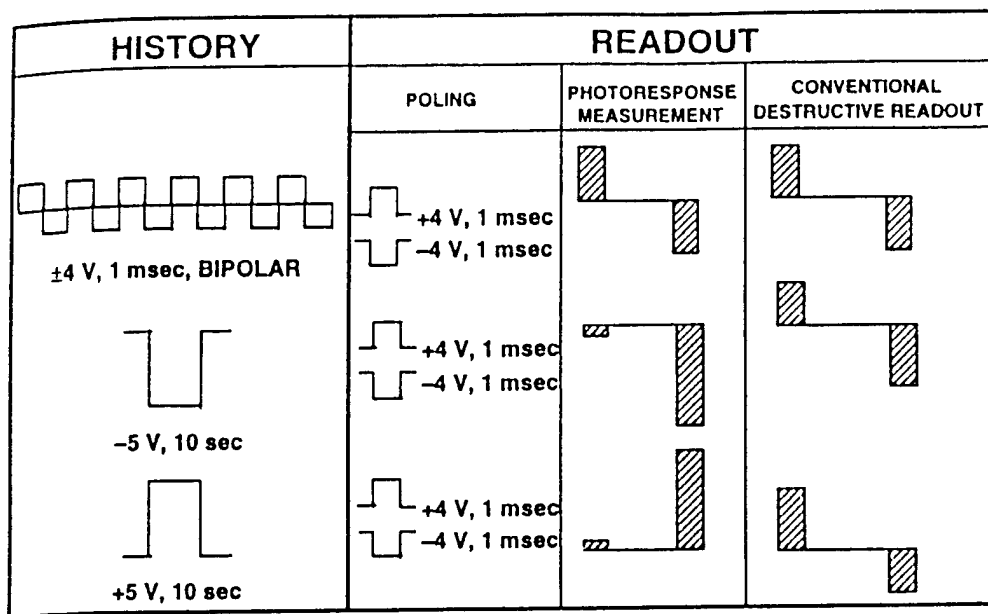 HISTORY
READOUT
POLING
PHOTORESPONSE
MEASUREMENT
CONVENTIONAL
DESTRUCTIVE READOUT
±4 V, 1 msec, BIPOLAR
+4 V, 1 msec
–4 V, 1 msec
–5 V, 10 sec
+4 V, 1 msec
–4 V, 1 msec
+5 V, 10 sec
+4 V, 1 msec
–4 V, 1 msec